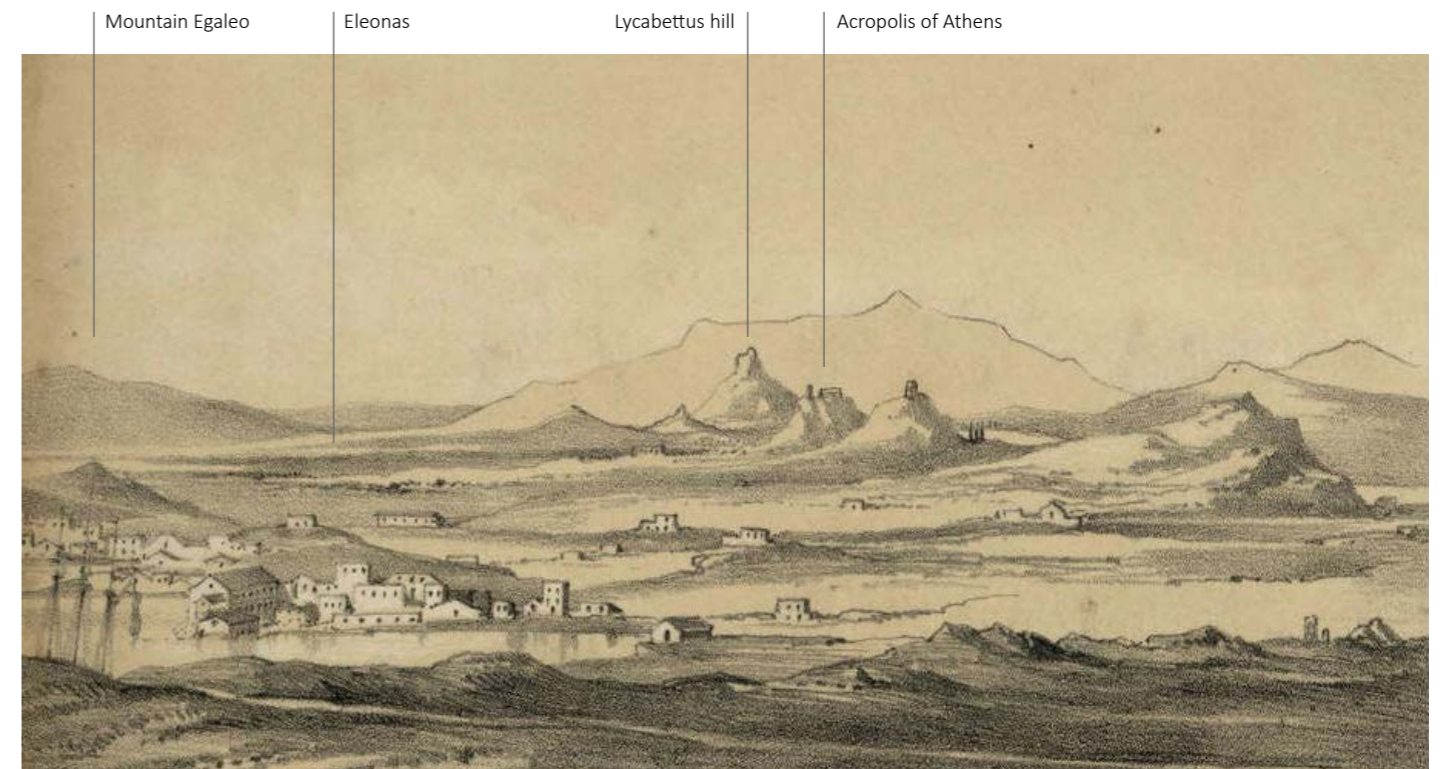 Mountain Egaleo
Eleonas
Lycabettus hill
Acropolis of Athens